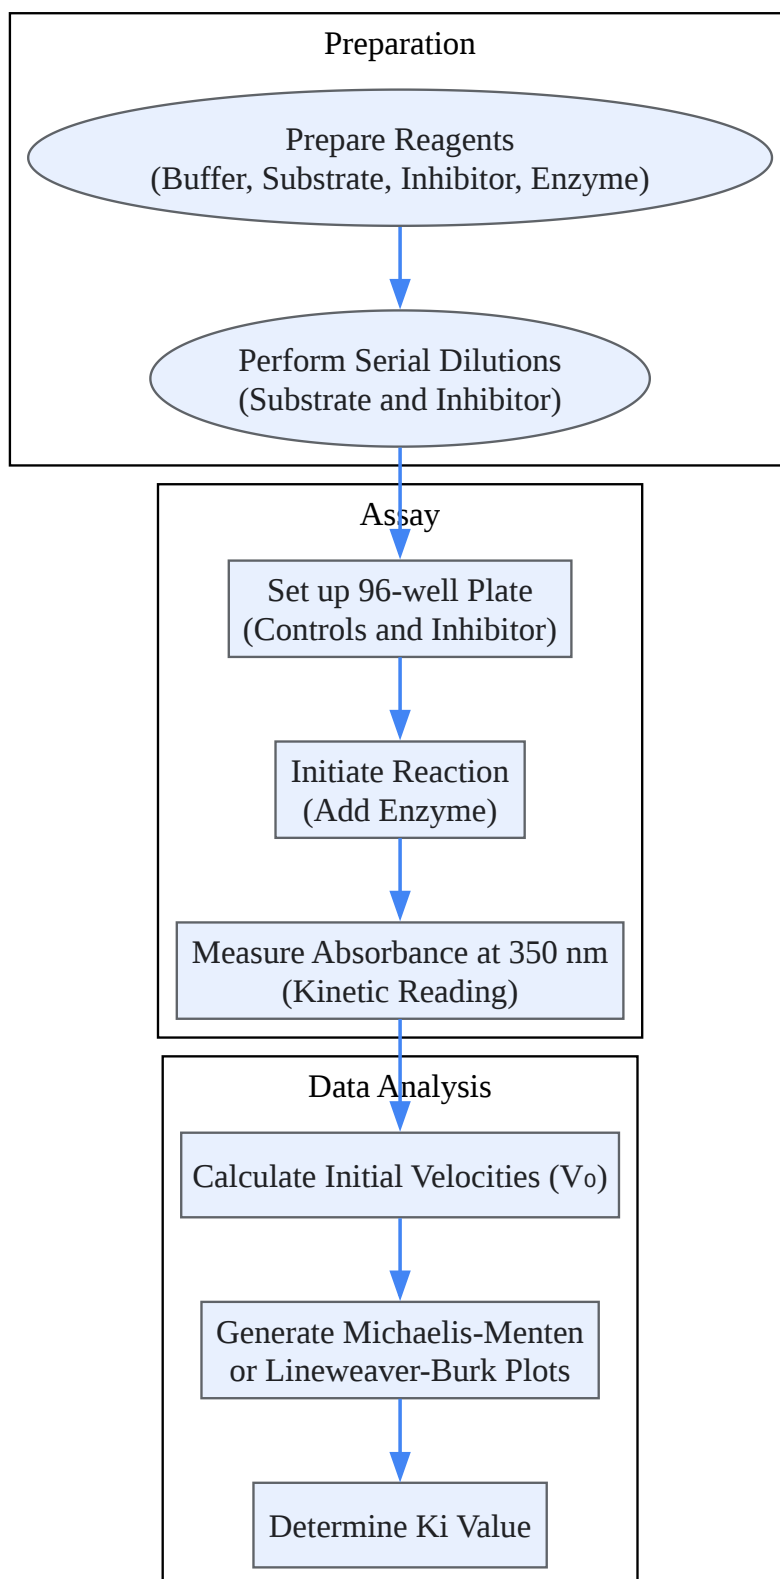 Preparation
Prepare Reagents
(Buffer, Substrate, Inhibitor, Enzyme)
Perform Serial Dilutions
(Substrate and Inhibitor)
Assay
Set up 96-well Plate
(Controls and Inhibitor)
Initiate Reaction
(Add Enzyme)
Measure Absorbance at 350 nm
(Kinetic Reading)
Data Analysis
Calculate Initial Velocities (V₀)
Generate Michaelis-Menten
or Lineweaver-Burk Plots
Determine Ki Value